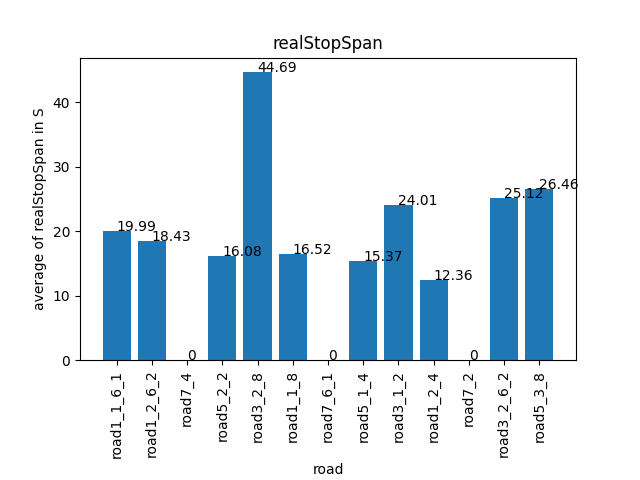 realStopSpan
average of realStopSpan in S
40
30
20
10
0
19.99
18.43
0
16.08
44.69
16.52
0
15.37
24.01
12.36
0
25.12
26.46
road1_1_6_1
road1_2_6_2
road7_4
road5_2_2
road3_2_8
road1_1_8
road7_6_1
road5_1_4
road3_1_2
road1_2_4
road7_2
road3_2_6_2
road5_3_8
road